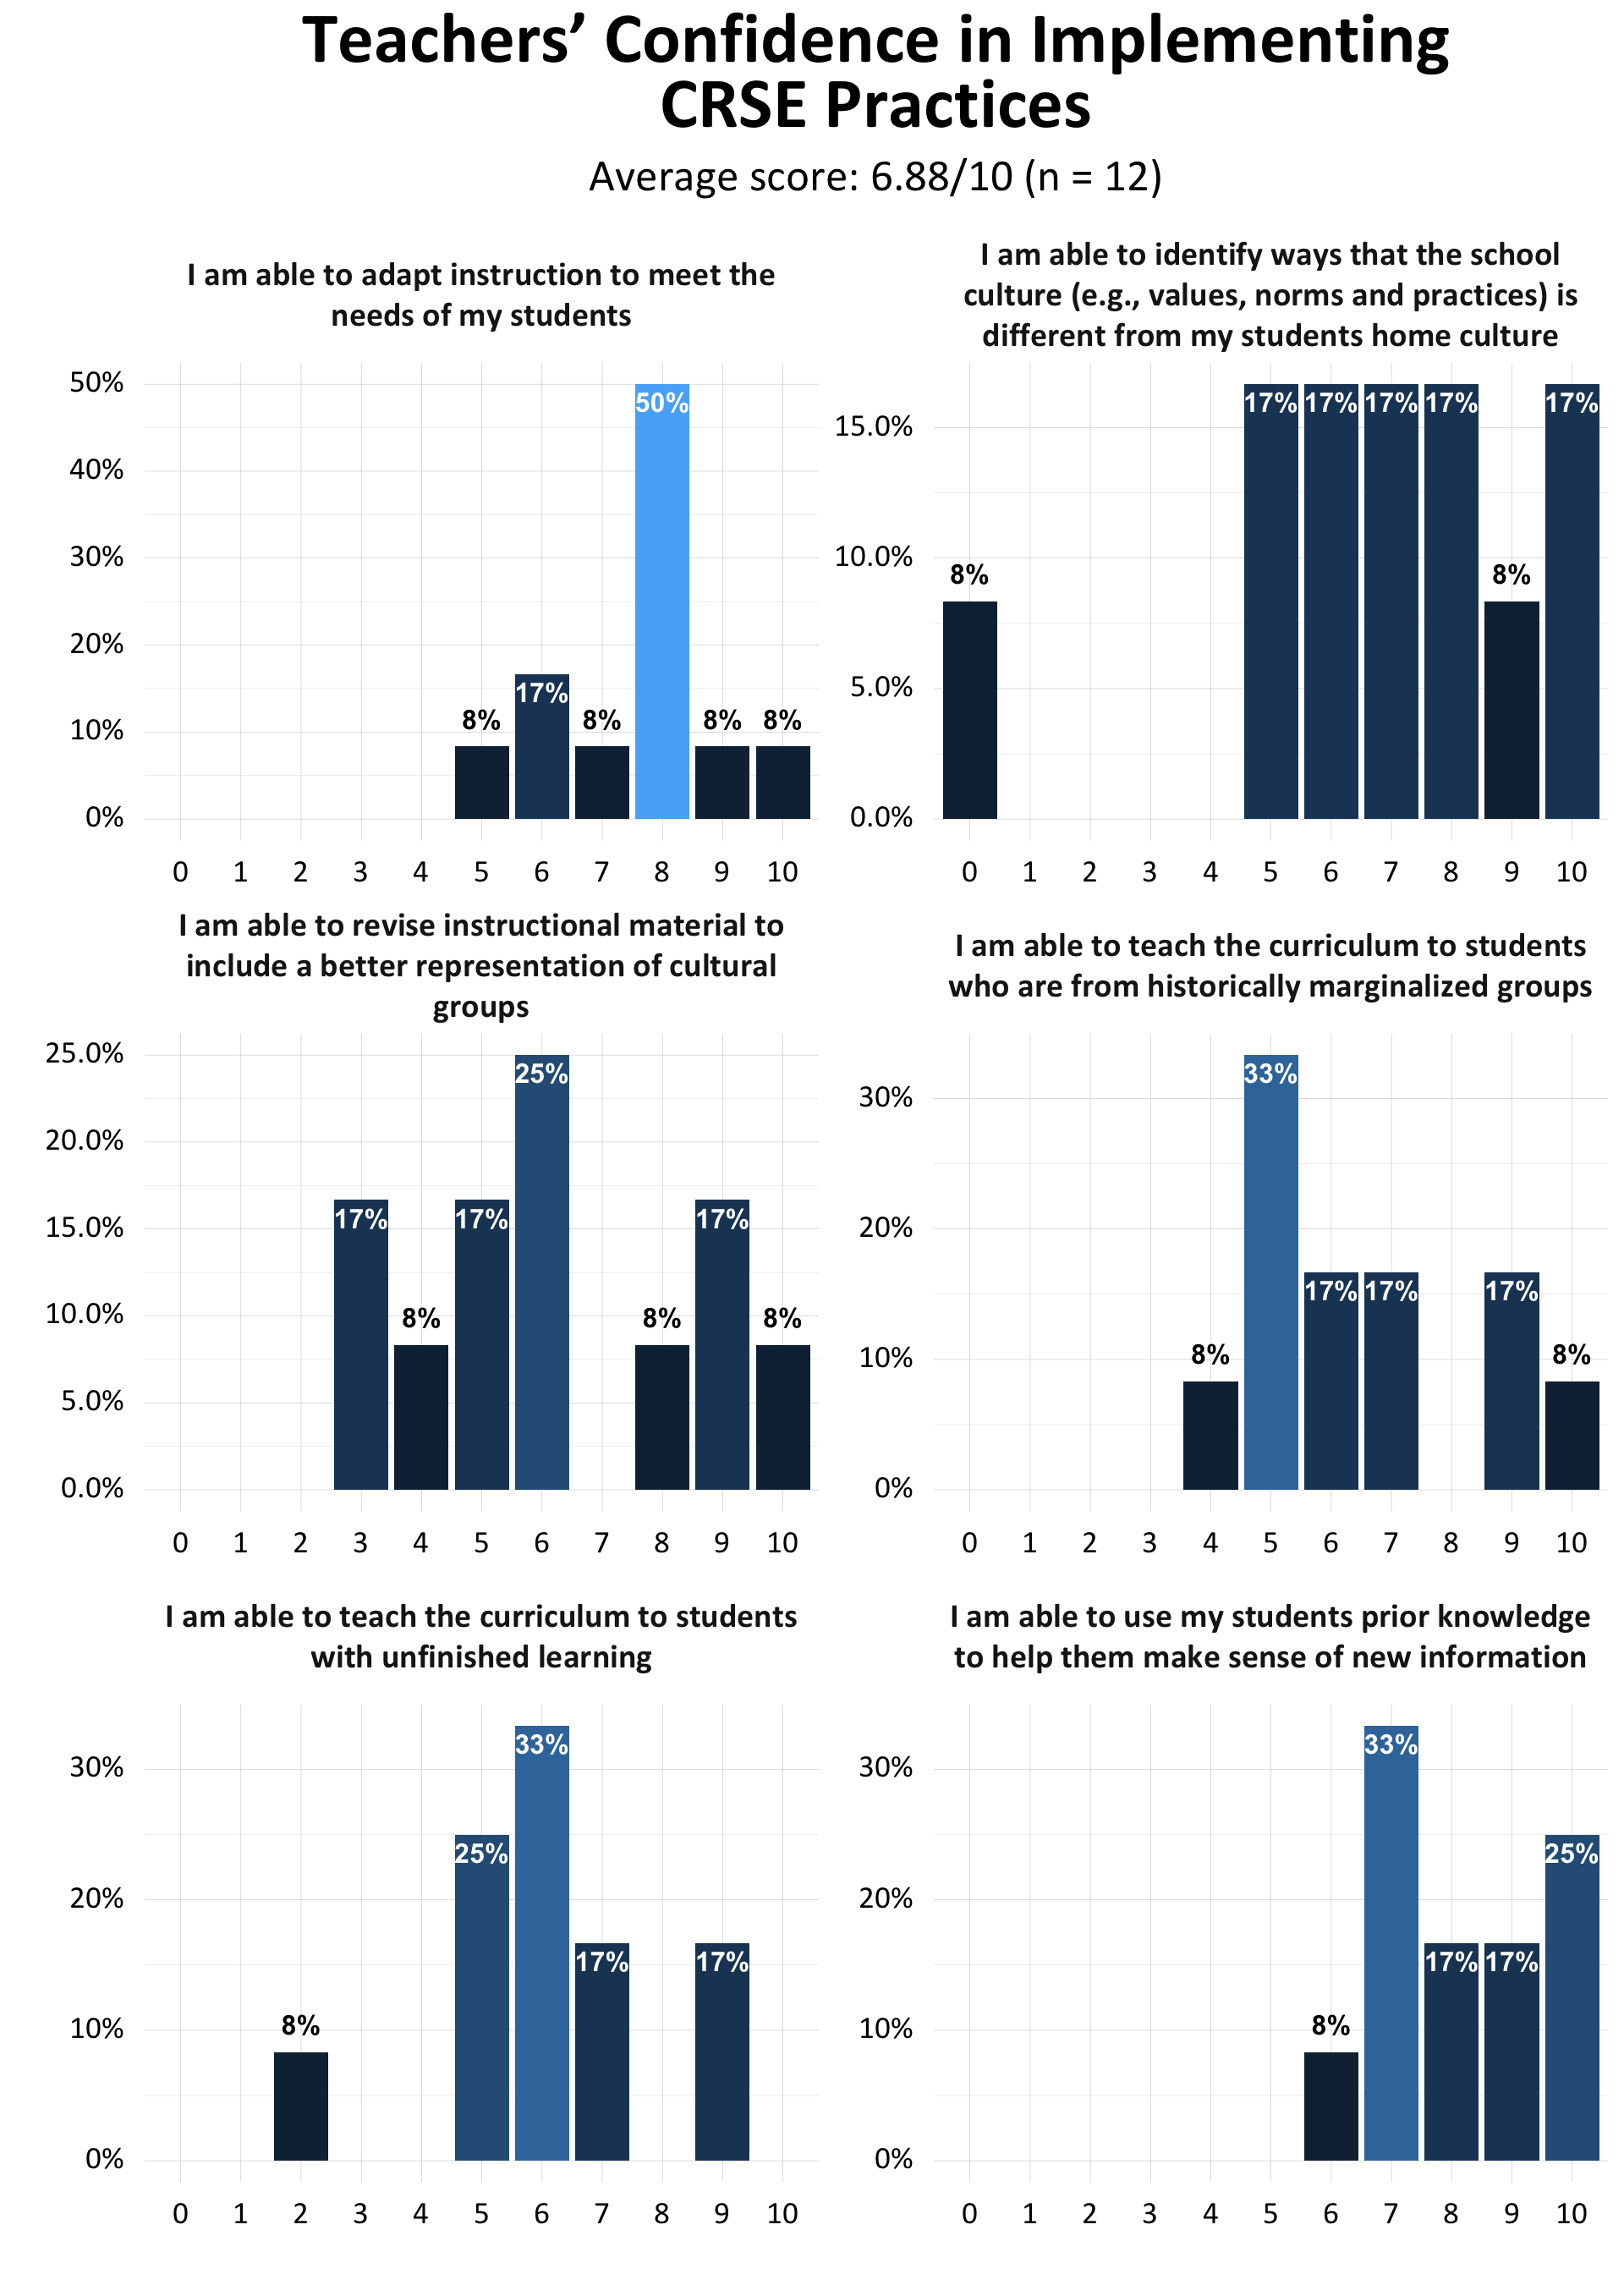 Teachers’ Confidence in Implementing
CRSE Practices
Average score: 6.88/10 (n = 12)
I am able to adapt instruction to meet the
needs of my students
50%
40%
30%
20%
10%
0%
8%
17%
8%
50%
8%
8%
0 1 2 3 4 5 6 7 8 9 10
I am able to identify ways that the school
culture (e.g., values, norms and practices) is
different from my students home culture
15.0%
10.0%
5.0%
0.0%
8%
17%
17%
17%
17%
8%
17%
0 1 2 3 4 5 6 7 8 9 10
I am able to revise instructional material to
include a better representation of cultural
groups
25.0%
20.0%
15.0%
10.0%
5.0%
0.0%
17%
8%
17%
25%
8%
17%
8%
0 1 2 3 4 5 6 7 8 9 10
I am able to teach the curriculum to students
who are from historically marginalized groups
30%
20%
10%
0%
8%
33%
17%
17%
17%
8%
0 1 2 3 4 5 6 7 8 9 10
I am able to teach the curriculum to students
with unfinished learning
30%
20%
10%
0%
8%
25%
33%
17%
17%
0 1 2 3 4 5 6 7 8 9 10
I am able to use my students prior knowledge
to help them make sense of new information
30%
20%
10%
0%
8%
33%
17%
17%
25%
0 1 2 3 4 5 6 7 8 9 10